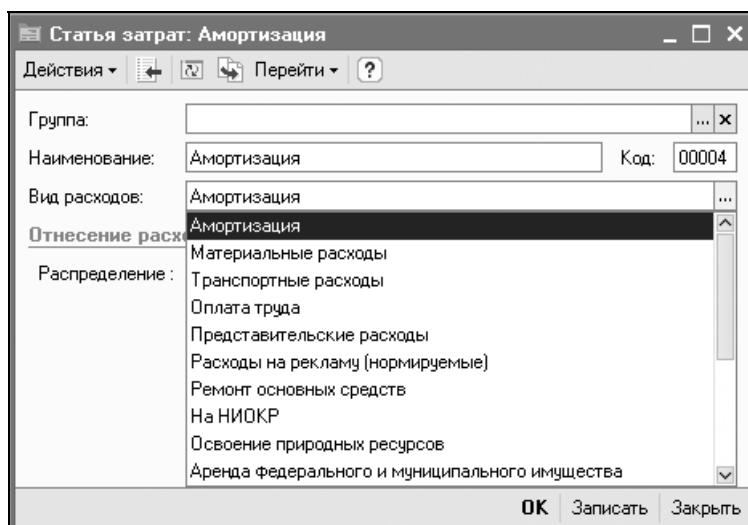 Статья затрат: Амортизация
Действия Перейти ?
Группа: ...
Наименование: Амортизация Код: 00004
Вид расходов: Амортизация ...
Амортизация
Отнесение расхо
Материальные расходы
Распределение : Транспортные расходы
Оплата труда
Представительские расходы
Расходы на рекламу (нормируемые)
Ремонт основных средств
На НИОКР
Освоение природных ресурсов
Аренда федерального и муниципального имущества
OK Записать Закрыть